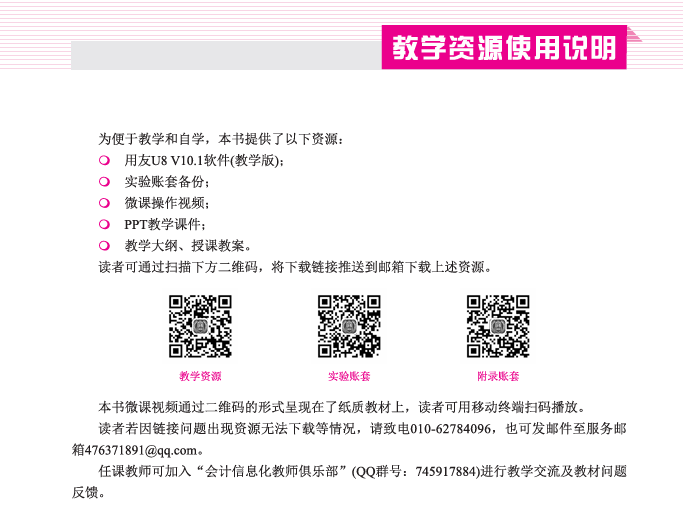 教学资源使用说明
为便于教学和自学，本书提供了以下资源：
用友U8 V10.1软件(教学版)；
实验账套备份；
微课操作视频；
PPT教学课件；
教学大纲、授课教案。
读者可通过扫描下方二维码，将下载链接推送到邮箱下载上述资源。
教学资源 实验账套 附录账套
本书微课视频通过二维码的形式呈现在了纸质教材上，读者可用移动终端扫码播放。
读者若因链接问题出现资源无法下载等情况，请致电010-62784096，也可发邮件至服务邮
箱476371891@qq.com。
任课教师可加入“会计信息化教师俱乐部”(QQ群号：745917884)进行教学交流及教材问题
反馈。